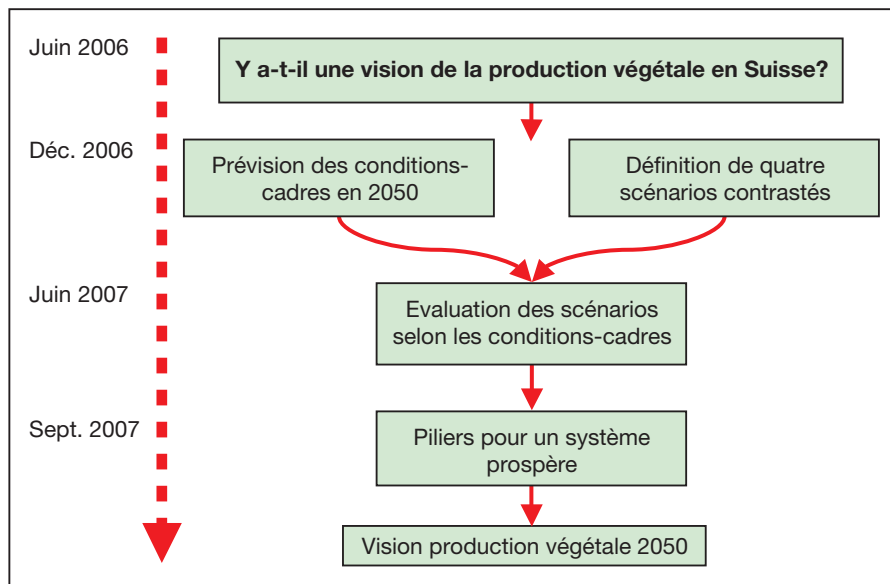 Juin 2006
Y a-t-il une vision de la production végétale en Suisse?
Déc. 2006
Prévision des conditions-
cadres en 2050
Définition de quatre
scénarios contrastés
Juin 2007
Evaluation des scénarios
selon les conditions-cadres
Sept. 2007
Piliers pour un système
prospère
Vision production végétale 2050